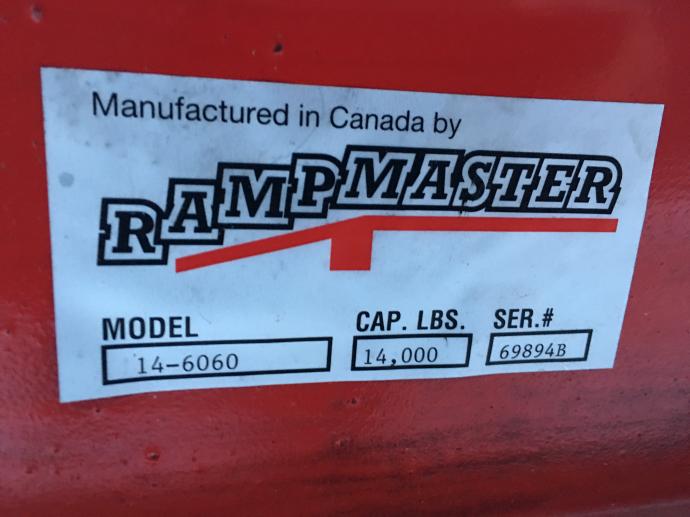 Manufactured in Canada by
RAMPMASTER
MODEL CAP. LBS. SER.#
14-6060 14,000 69894B